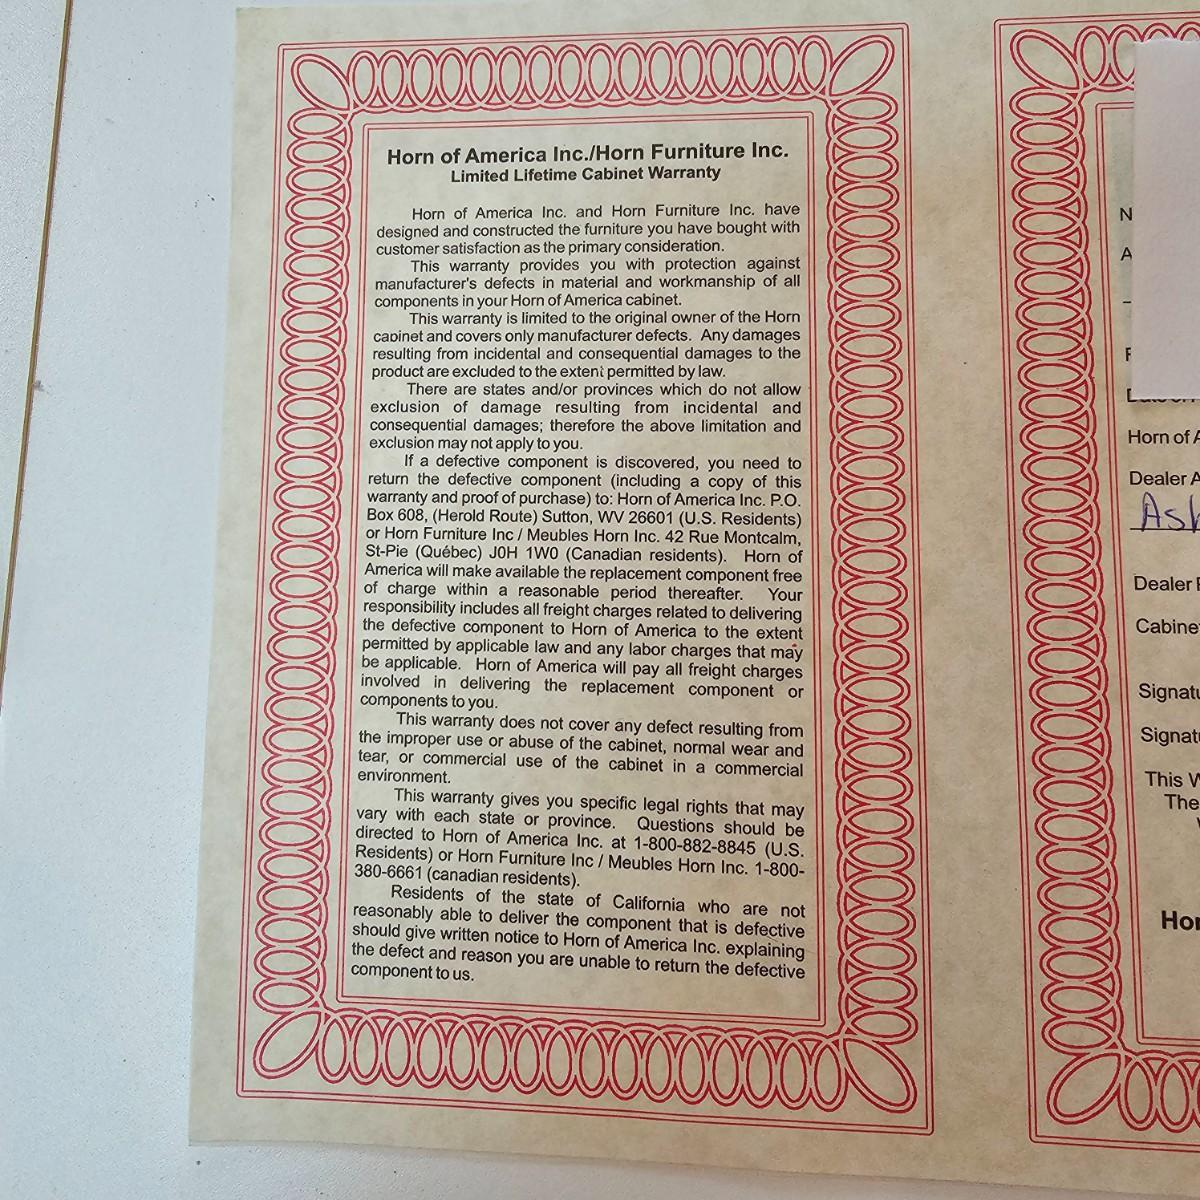 Horn of America Inc./Horn Furniture Inc.
Limited Lifetime Cabinet Warranty
Horn of America Inc. and Horn Furniture Inc. have
designed and constructed the furniture you have bought with
customer satisfaction as the primary consideration.
This warranty provides you with protection against
manufacturer's defects in material and workmanship of all
components in your Horn of America cabinet.
This warranty is limited to the original owner of the Horn
cabinet and covers only manufacturer defects. Any damages
resulting from incidental and consequential damages to the
product are excluded to the extent permitted by law.
There are states and/or provinces which do not allow
exclusion of damage resulting from incidental and
consequential damages; therefore the above limitation and
exclusion may not apply to you.
If a defective component is discovered, you need to
return the defective component (including a copy of this
warranty and proof of purchase) to: Horn of America Inc. P.O.
Box 608, (Herold Route) Sutton, WV 26601 (U.S. Residents)
or Horn Furniture Inc / Meubles Horn Inc. 42 Rue Montcalm,
St-Pie (Québec) J0H 1W0 (Canadian residents). Horn of
America will make available the replacement component free
of charge within a reasonable period thereafter. Your
responsibility includes all freight charges related to delivering
the defective component to Horn of America to the extent
permitted by applicable law and any labor charges that may
be applicable. Horn of America will pay all freight charges
involved in delivering the replacement component or
components to you.
This warranty does not cover any defect resulting from
the improper use or abuse of the cabinet, normal wear and
tear, or commercial use of the cabinet in a commercial
environment.
This warranty gives you specific legal rights that may
vary with each state or province. Questions should be
directed to Horn of America Inc. at 1-800-882-8845 (U.S.
Residents) or Horn Furniture Inc / Meubles Horn Inc. 1-800-
380-6661 (canadian residents).
Residents of the state of California who are not
reasonably able to deliver the component that is defective
should give written notice to Horn of America Inc. explaining
the defect and reason you are unable to return the defective
component to us.
N
A
Horn of A
Dealer A
Ash
Dealer
Cabine
Signatu
Signatu
This W
The
Hor